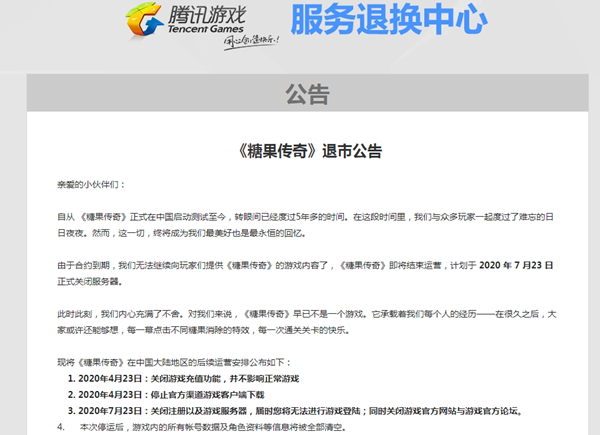 腾讯游戏
Tencent Games
用心创造快乐!
服务退换中心
公告
《糖果传奇》退市公告
亲爱的小伙伴们：
自从 《糖果传奇》正式在中国启动测试至今，转眼间已经度过5年多的时间。在这段时间里，我们与众多玩家一起度过了难忘的日
日夜夜。然而，这一切，终将成为我们最美好也是最永恒的回忆。
由于合约到期，我们无法继续向玩家们提供《糖果传奇》的游戏内容了，《糖果传奇》即将结束运营，计划于 2020 年 7 月23 日
正式关闭服务器。
此时此刻，我们内心充满了不舍。对我们来说，《糖果传奇》早已不是一个游戏。它承载着我们每个人的经历——在很久之后，大
家或许还能够想，每一幕点击不同糖果消除的特效，每一次通关关卡的快乐。
现将《糖果传奇》在中国大陆地区的后续运营安排公布如下：
1. 2020年4月23日：关闭游戏充值功能，并不影响正常游戏
2. 2020年4月23日：停止官方渠道游戏客户端下载
3. 2020年7月23日：关闭注册以及游戏服务器，届时您将无法进行游戏登陆；同时关闭游戏官方网站与游戏官方论坛。
4. 本次停运后，游戏内的所有帐号数据及角色资料等信息将被全部清空。